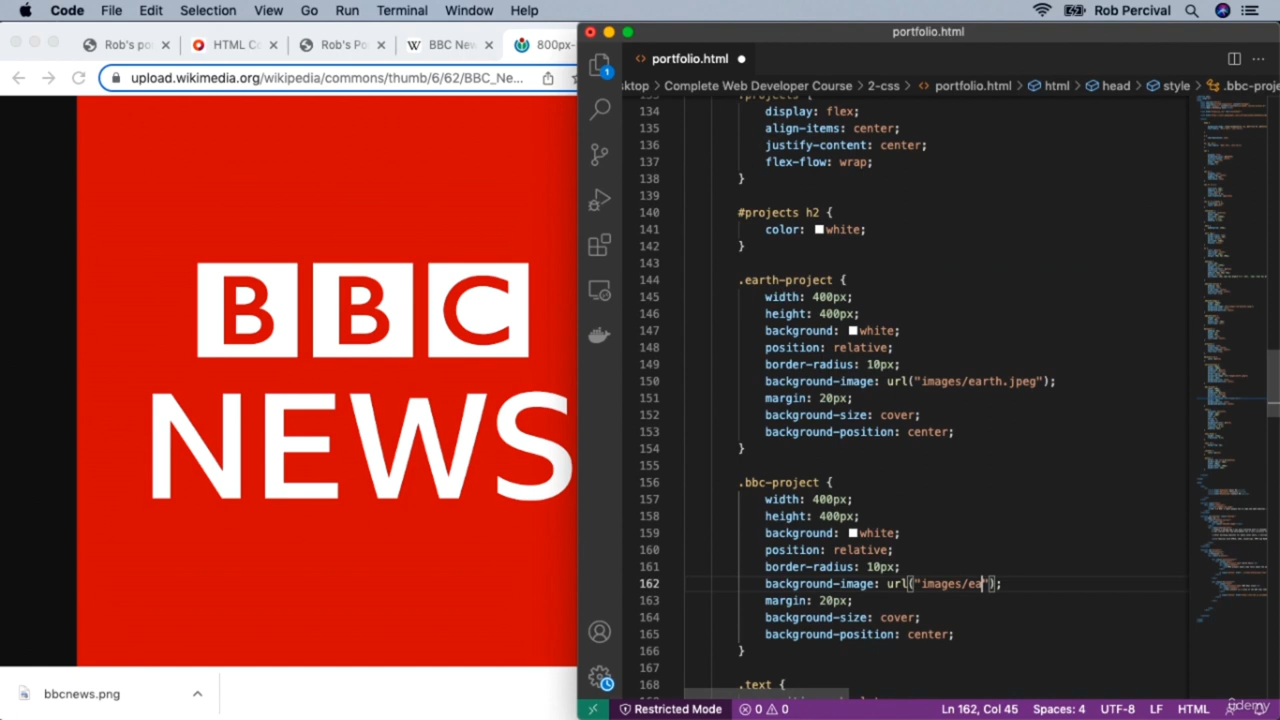 Code File Edit Selection View Go Run Terminal Window Help Rob Percival
Rob's po HTML Co Rob's Po W BBC New 800px-
portfolio.html
portfolio.html
upload.wikimedia.org/wikipedia/commons/thumb/6/62/BBC_Ne...
sktop > Complete Web Developer Course > 2-css > portfolio.html > html > head > style > .bbc-proje
1
BBC
NEWS
.projects {
134 display: flex;
135 align-items: center;
136 justify-content: center;
137 flex-flow: wrap;
138 }
139
140 #projects h2 {
141 color: white;
142 }
143
144 .earth-project {
145 width: 400px;
146 height: 400px;
147 background: white;
148 position: relative;
149 border-radius: 10px;
150 background-image: url("images/earth.jpeg");
151 margin: 20px;
152 background-size: cover;
153 background-position: center;
154 }
155
156 .bbc-project {
157 width: 400px;
158 height: 400px;
159 background: white;
160 position: relative;
161 border-radius: 10px;
162 background-image: url("images/ea");
163 margin: 20px;
164 background-size: cover;
165 background-position: center;
166 }
167
168 .text {
bbcnews.png
Restricted Mode 0 0 Ln 162, Col 45 Spaces: 4 UTF-8 LF HTML
ûdemy